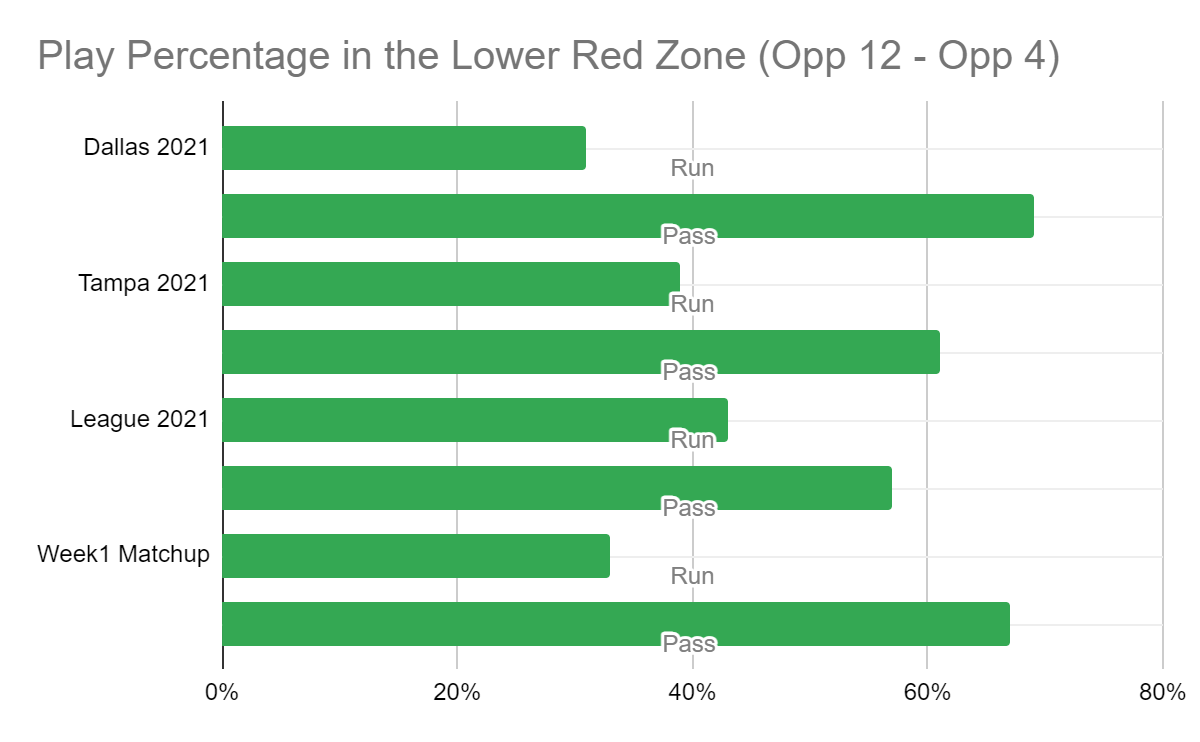 Play Percentage in the Lower Red Zone (Opp 12 - Opp 4)
Dallas 2021
Run
Pass
Tampa 2021
Run
Pass
League 2021
Run
Pass
Week1 Matchup
Run
Pass
0% 20% 40% 60% 80%